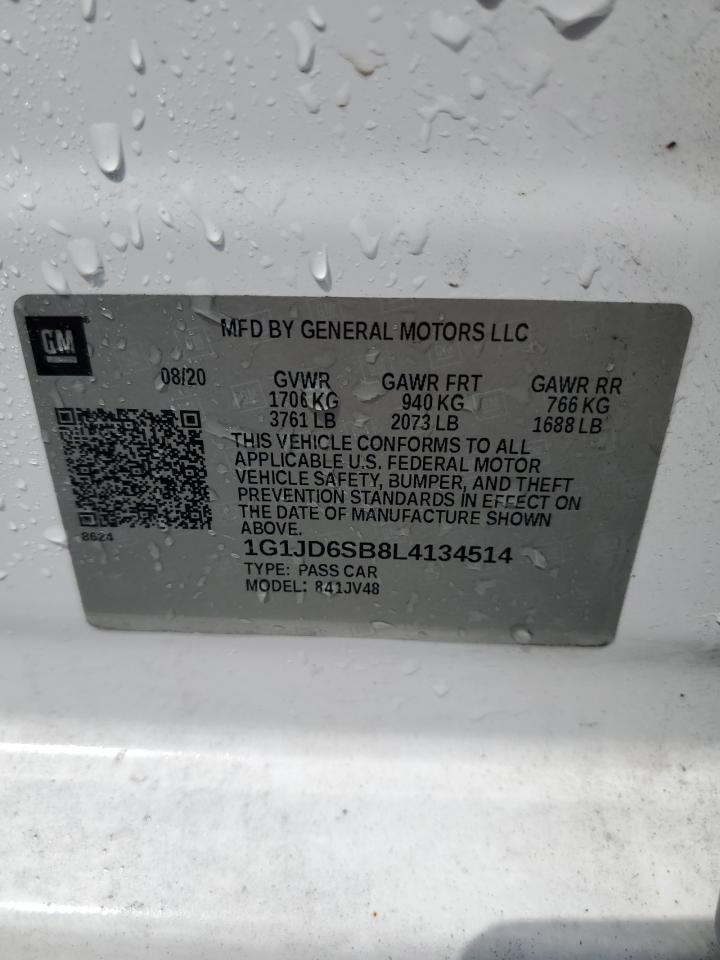 GM
MFD BY GENERAL MOTORS LLC
08/20 GVWR GAWR FRT GAWR RR
1706 KG 940 KG 766 KG
3761 LB 2073 LB 1688 LB
THIS VEHICLE CONFORMS TO ALL
APPLICABLE U.S. FEDERAL MOTOR
VEHICLE SAFETY, BUMPER, AND THEFT
PREVENTION STANDARDS IN EFFECT ON
THE DATE OF MANUFACTURE SHOWN
ABOVE.
8624
1G1JD6SB8L4134514
TYPE: PASS CAR
MODEL: 841JV48